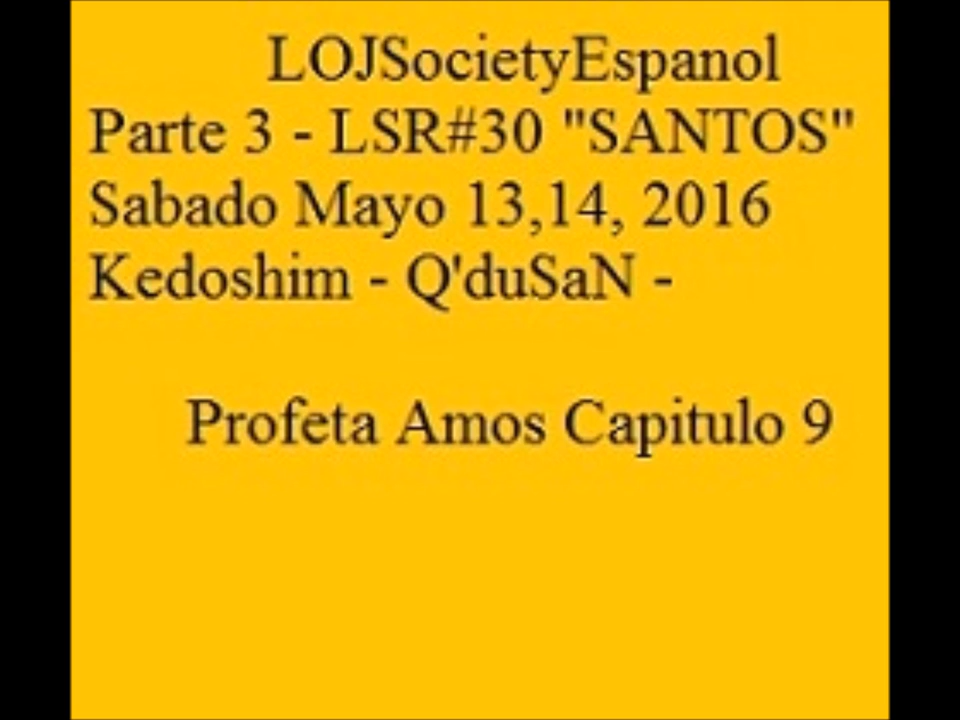 LOJSocietyEspanol
Parte 3 - LSR#30 "SANTOS"
Sabado Mayo 13,14, 2016
Kedoshim - Q'duSaN -
Profeta Amos Capitulo 9